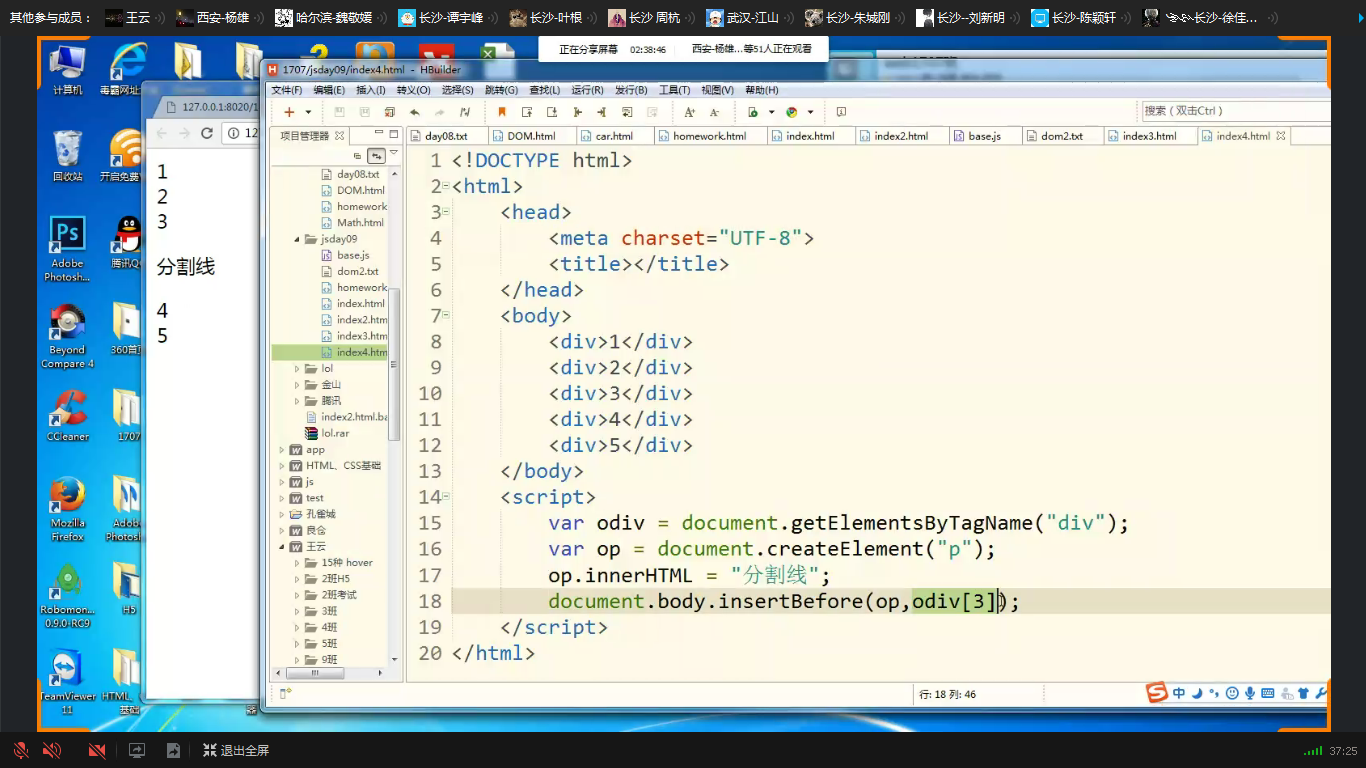 其他参与成员： 王云 西安-杨雄 哈尔滨-魏敬媛 长沙-谭宇峰 长沙-叶根 长沙 周杭 武汉-江山 长沙-朱城刚 长沙--刘新明 长沙-陈颖轩 长沙-徐佳...
正在分享屏幕 02:38:46 西安-杨雄...等51人正在观看
计算机
回收站
Adobe Photosh...
腾讯QQ
Beyond Compare 4
CCleaner
1707
Mozilla Firefox
Adob Photosh
Robomon... 0.9.0-RC9
H5
TeamViewer 11
HTML、CSS 基础
127.0.0.1:8020/1
12
1
2
3
分割线
4
5
1707/jsday09/index4.html - HBuilder
文件(F) 编辑(E) 插入(I) 转义(O) 选择(S) 跳转(G) 查找(L) 运行(R) 发行(B) 工具(T) 视图(V) 帮助(H)
搜索（双击Ctrl）
项目管理器
day08.txt DOM.html car.html homework.html index.html index2.html base.js dom2.txt index3.html index4.html
day08.txt
DOM.html
homework
Math.html
jsday09
base.js
dom2.txt
homework
index.html
index2.htm
index3.htm
index4.htm
lol
金山
腾讯
index2.html.ba
lol.rar
app
HTML、CSS基础
js
test
孔雀城
良仓
王云
15种 hover
2班H5
2班考试
3班
4班
5班
9班
1 <!DOCTYPE html>
2 <html>
3 <head>
4 <meta charset="UTF-8">
5 <title></title>
6 </head>
7 <body>
8 <div>1</div>
9 <div>2</div>
10 <div>3</div>
11 <div>4</div>
12 <div>5</div>
13 </body>
14 <script>
15 var odiv = document.getElementsByTagName("div");
16 var op = document.createElement("p");
17 op.innerHTML = "分割线";
18 document.body.insertBefore(op,odiv[3]);
19 </script>
20 </html>
行: 18 列: 46
中
退出全屏
37:25